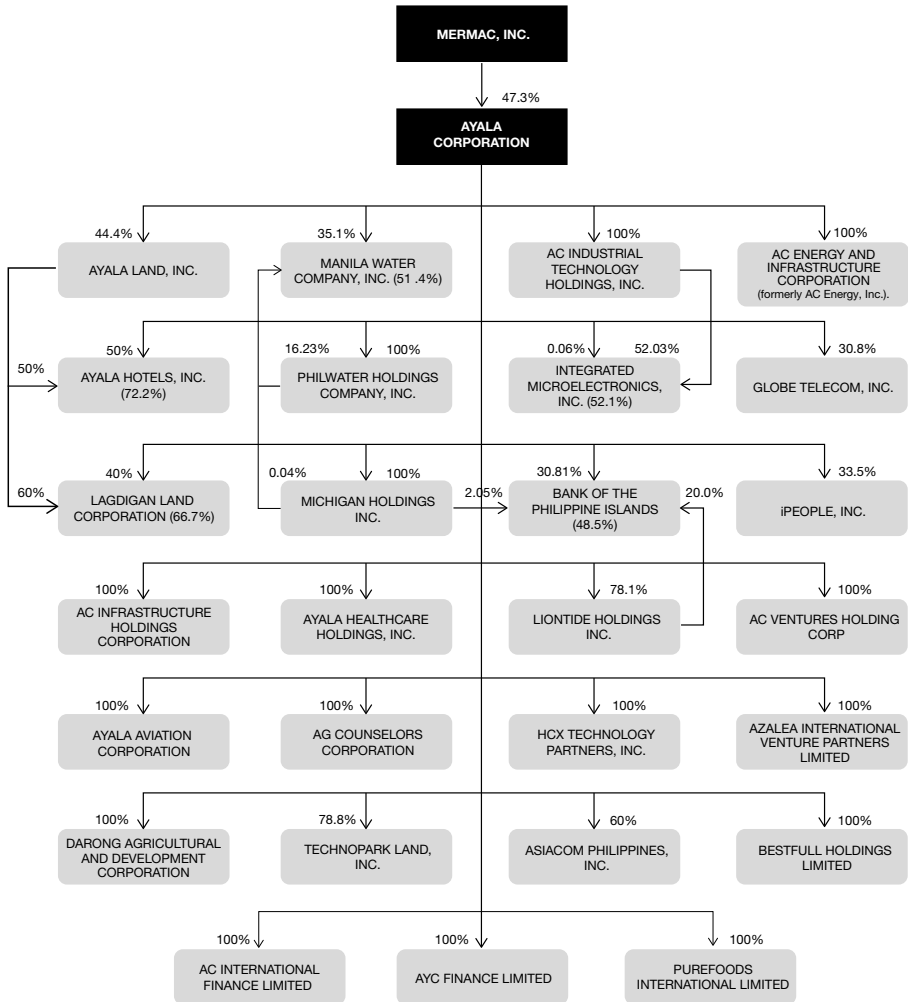 MERMAC, INC.
47.3%
AYALA
CORPORATION
44.4%
35.1%
100%
100%
AYALA LAND, INC.
MANILA WATER
COMPANY, INC. (51 .4%)
AC INDUSTRIAL
TECHNOLOGY
HOLDINGS, INC.
AC ENERGY AND
INFRASTRUCTURE
CORPORATION
(formerly AC Energy, Inc.).
50%
50%
16.23%
100%
0.06%
52.03%
30.8%
AYALA HOTELS, INC.
(72.2%)
PHILWATER HOLDINGS
COMPANY, INC.
INTEGRATED
MICROELECTRONICS,
INC. (52.1%)
GLOBE TELECOM, INC.
60%
40%
0.04%
100%
2.05%
30.81%
20.0%
33.5%
LAGDIGAN LAND
CORPORATION (66.7%)
MICHIGAN HOLDINGS
INC.
BANK OF THE
PHILIPPINE ISLANDS
(48.5%)
iPEOPLE, INC.
100%
100%
78.1%
100%
AC INFRASTRUCTURE
HOLDINGS
CORPORATION
AYALA HEALTHCARE
HOLDINGS, INC.
LIONTIDE HOLDINGS
INC.
AC VENTURES HOLDING
CORP
100%
100%
100%
100%
AYALA AVIATION
CORPORATION
AG COUNSELORS
CORPORATION
HCX TECHNOLOGY
PARTNERS, INC.
AZALEA INTERNATIONAL
VENTURE PARTNERS
LIMITED
100%
78.8%
60%
100%
DARONG AGRICULTURAL
AND DEVELOPMENT
CORPORATION
TECHNOPARK LAND,
INC.
ASIACOM PHILIPPINES,
INC.
BESTFULL HOLDINGS
LIMITED
100%
100%
100%
AC INTERNATIONAL
FINANCE LIMITED
AYC FINANCE LIMITED
PUREFOODS
INTERNATIONAL LIMITED